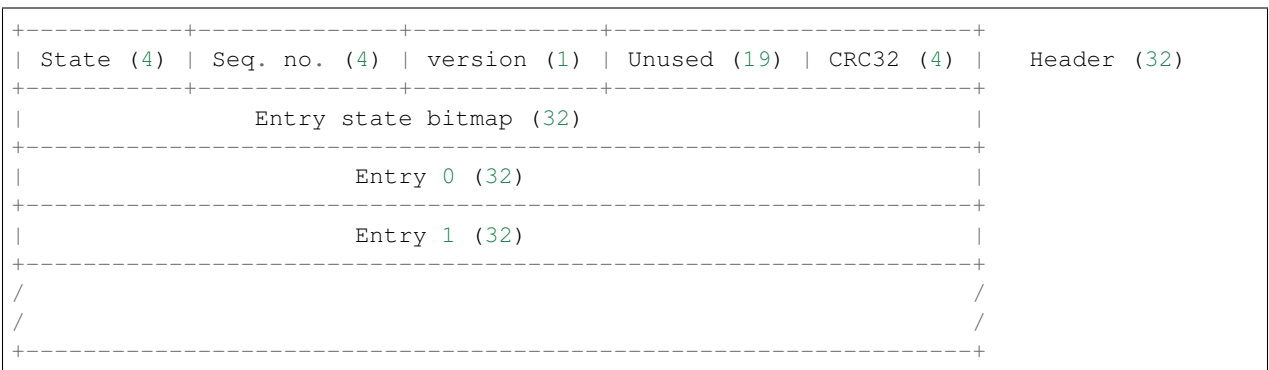 +-----------+--------------+-------------+-------------------------+
| State (4) | Seq. no. (4) | version (1) | Unused (19) | CRC32 (4) |   Header (32)
+-----------+--------------+-------------+-------------------------+
|                Entry state bitmap (32)                           |
+------------------------------------------------------------------+
|                       Entry 0 (32)                               |
+------------------------------------------------------------------+
|                       Entry 1 (32)                               |
+------------------------------------------------------------------+
/                                                                  /
/                                                                  /
+------------------------------------------------------------------+